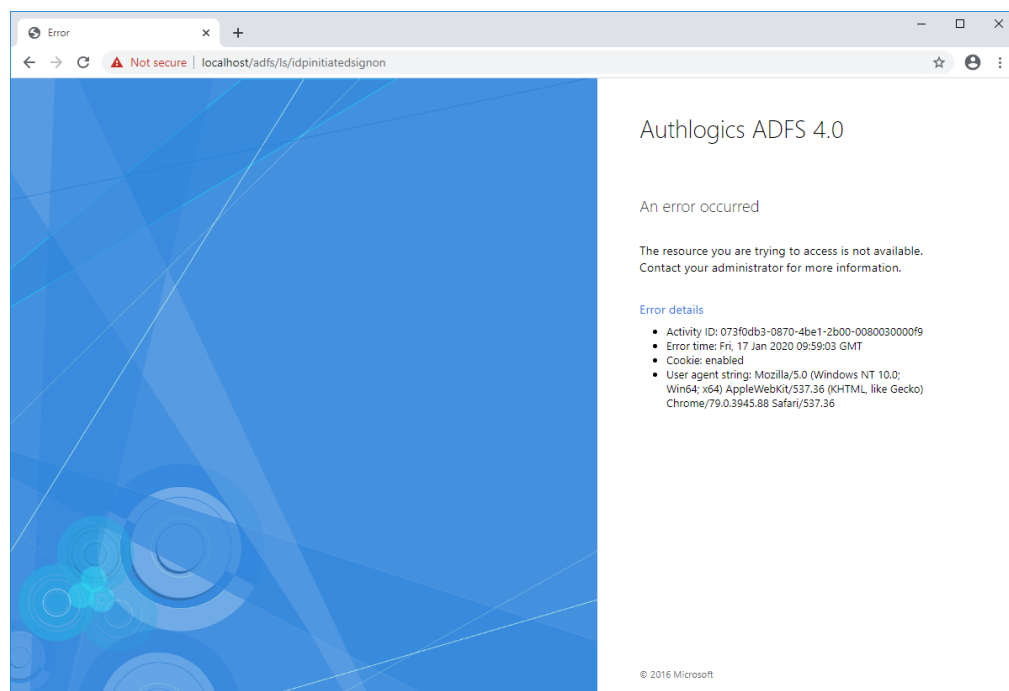 Error
Not secure | localhost/adfs/ls/idpinitiatedsignon
Authlogics ADFS 4.0
An error occurred
The resource you are trying to access is not available.
Contact your administrator for more information.
Error details
Activity ID: 073f0db3-0870-4be1-2b00-0080030000f9
Error time: Fri, 17 Jan 2020 09:59:03 GMT
Cookie: enabled
User agent string: Mozilla/5.0 (Windows NT 10.0;
Win64; x64) AppleWebKit/537.36 (KHTML, like Gecko)
Chrome/79.0.3945.88 Safari/537.36
© 2016 Microsoft